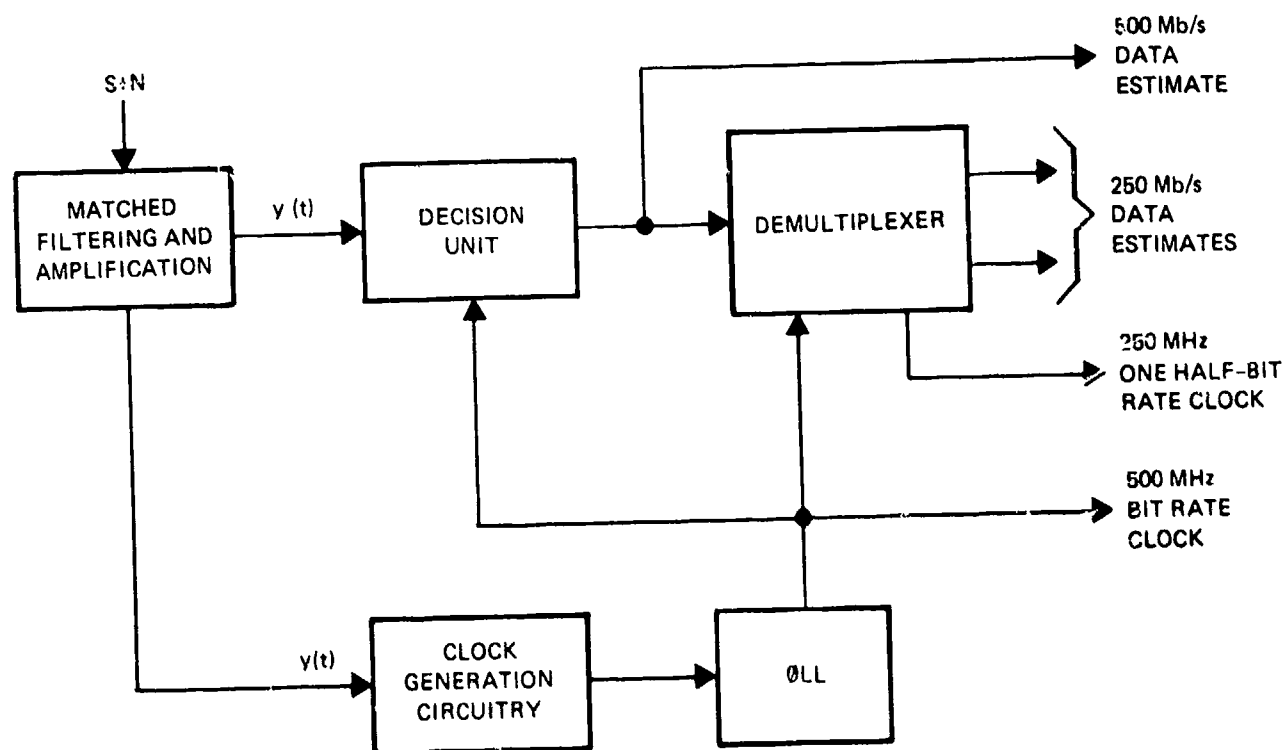 500 Mb/s
DATA
ESTIMATE
S+N
MATCHED
FILTERING AND
AMPLIFICATION
y (t)
DECISION
UNIT
DEMULTIPLEXER
250 Mb/s
DATA
ESTIMATES
250 MHz
ONE HALF-BIT
RATE CLOCK
500 MHz
BIT RATE
CLOCK
y(t)
CLOCK
GENERATION
CIRCUITRY
ØLL